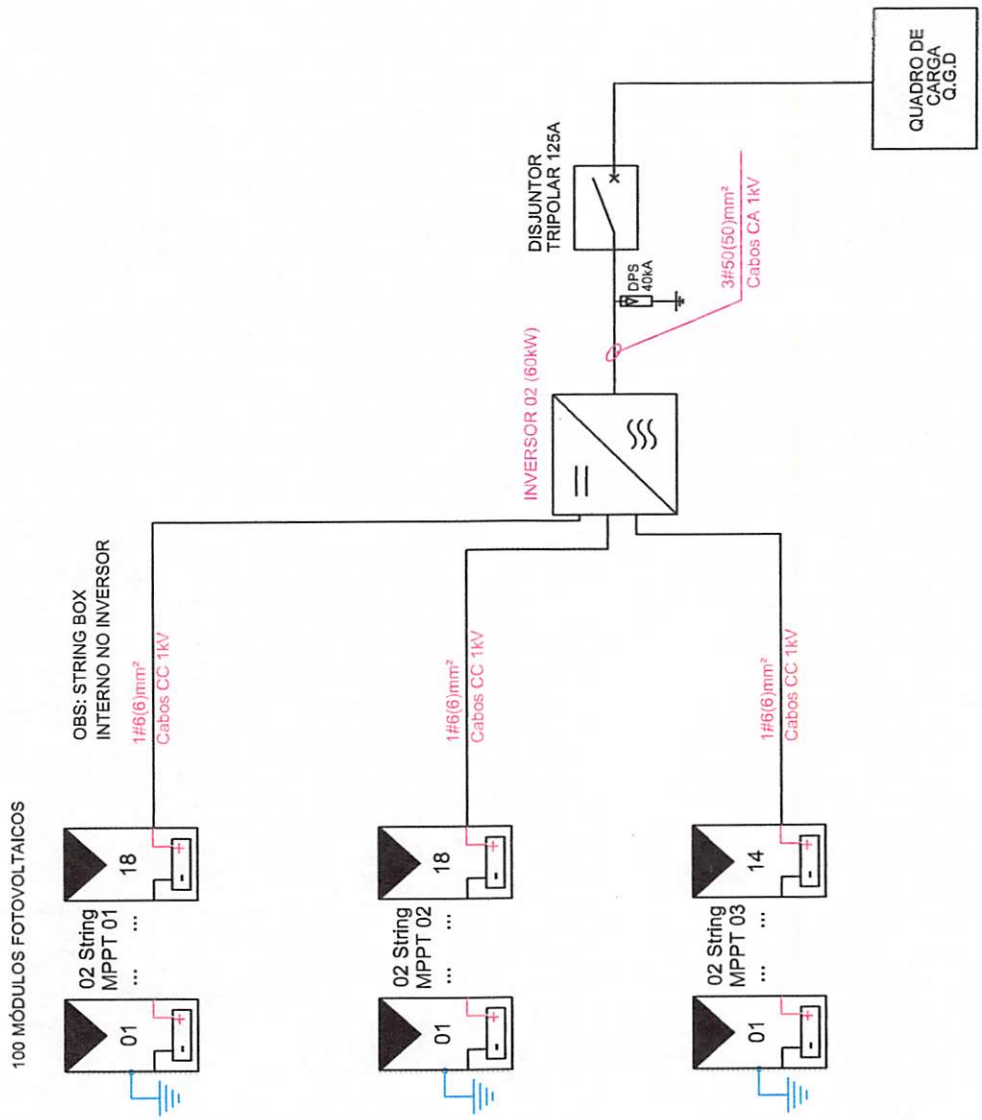 100 MÓDULOS FOTOVOLTAICOS
OBS: STRING BOX
INTERNO NO INVERSOR
01
- +
02 String
MPPT 01
... ...
18
- +
1#6(6)mm²
Cabos CC 1kV
01
- +
02 String
MPPT 02
... ...
18
- +
1#6(6)mm²
Cabos CC 1kV
01
- +
02 String
MPPT 03
... ...
14
- +
1#6(6)mm²
Cabos CC 1kV
INVERSOR 02 (60kW)
DPS
40kA
3#50(50)mm²
Cabos CA 1kV
DISJUNTOR
TRIPOLAR 125A
QUADRO DE
CARGA
Q.G.D